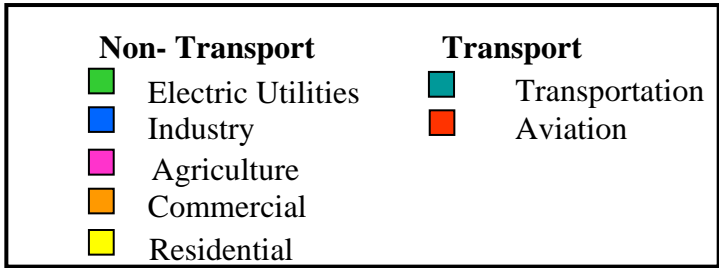 Non- Transport
Electric Utilities
Industry
Agriculture
Commercial
Residential
Transport
Transportation
Aviation